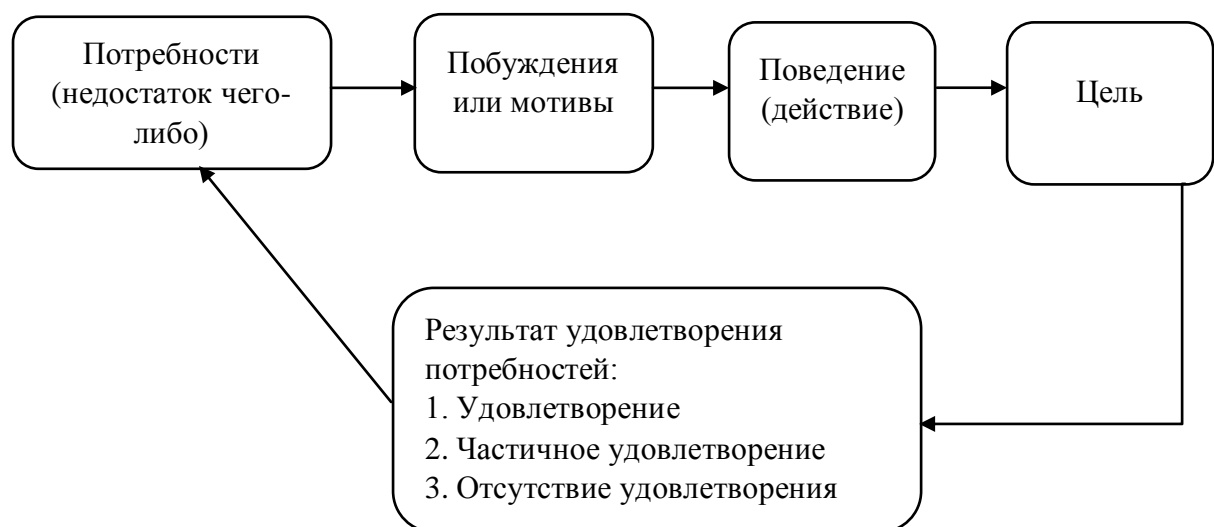 Потребности
(недостаток чего-
либо)
Побуждения
или мотивы
Поведение
(действие)
Цель
Результат удовлетворения
потребностей:
1. Удовлетворение
2. Частичное удовлетворение
3. Отсутствие удовлетворения